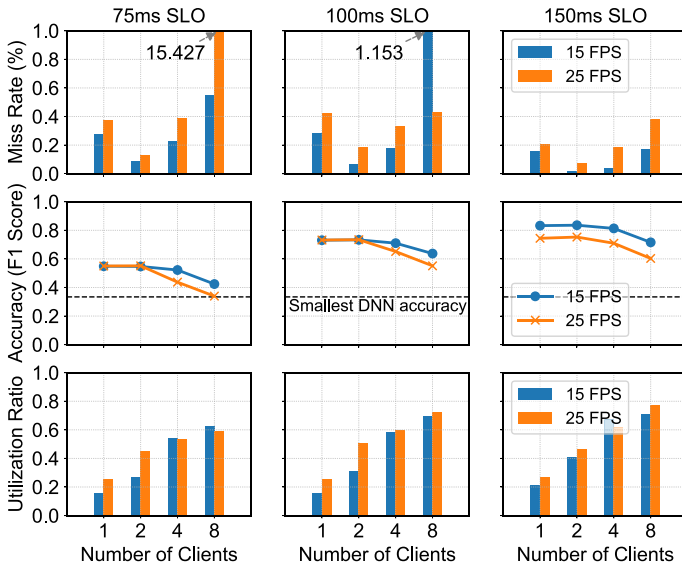 75ms SLO
100ms SLO
150ms SLO
Miss Rate (%)
1.0
0.8
0.6
0.4
0.2
0.0
15.427
1.153
15 FPS
25 FPS
Accuracy (F1 Score)
1.0
0.8
0.6
0.4
0.2
0.0
Smallest DNN accuracy
15 FPS
25 FPS
Utilization Ratio
1.0
0.8
0.6
0.4
0.2
0.0
15 FPS
25 FPS
1 2 4 8
1 2 4 8
1 2 4 8
Number of Clients
Number of Clients
Number of Clients